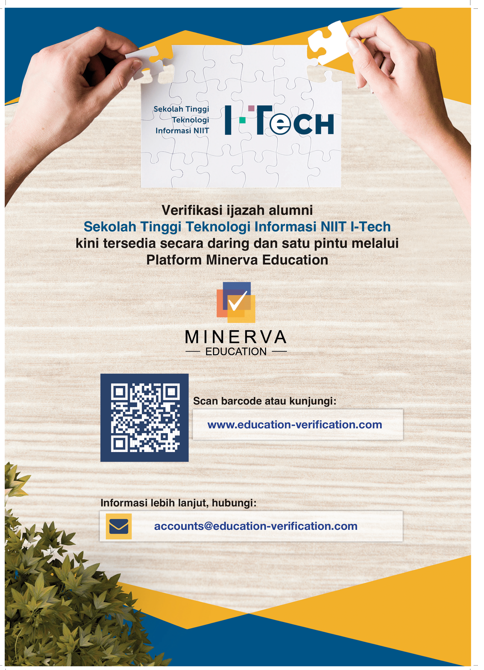 Sekolah Tinggi
Teknologi
Informasi NIIT
I-Tech
Verifikasi ijazah alumni
Sekolah Tinggi Teknologi Informasi NIIT I-Tech
kini tersedia secara daring dan satu pintu melalui
Platform Minerva Education
MINERVA
EDUCATION
Scan barcode atau kunjungi:
www.education-verification.com
Informasi lebih lanjut, hubungi:
accounts@education-verification.com